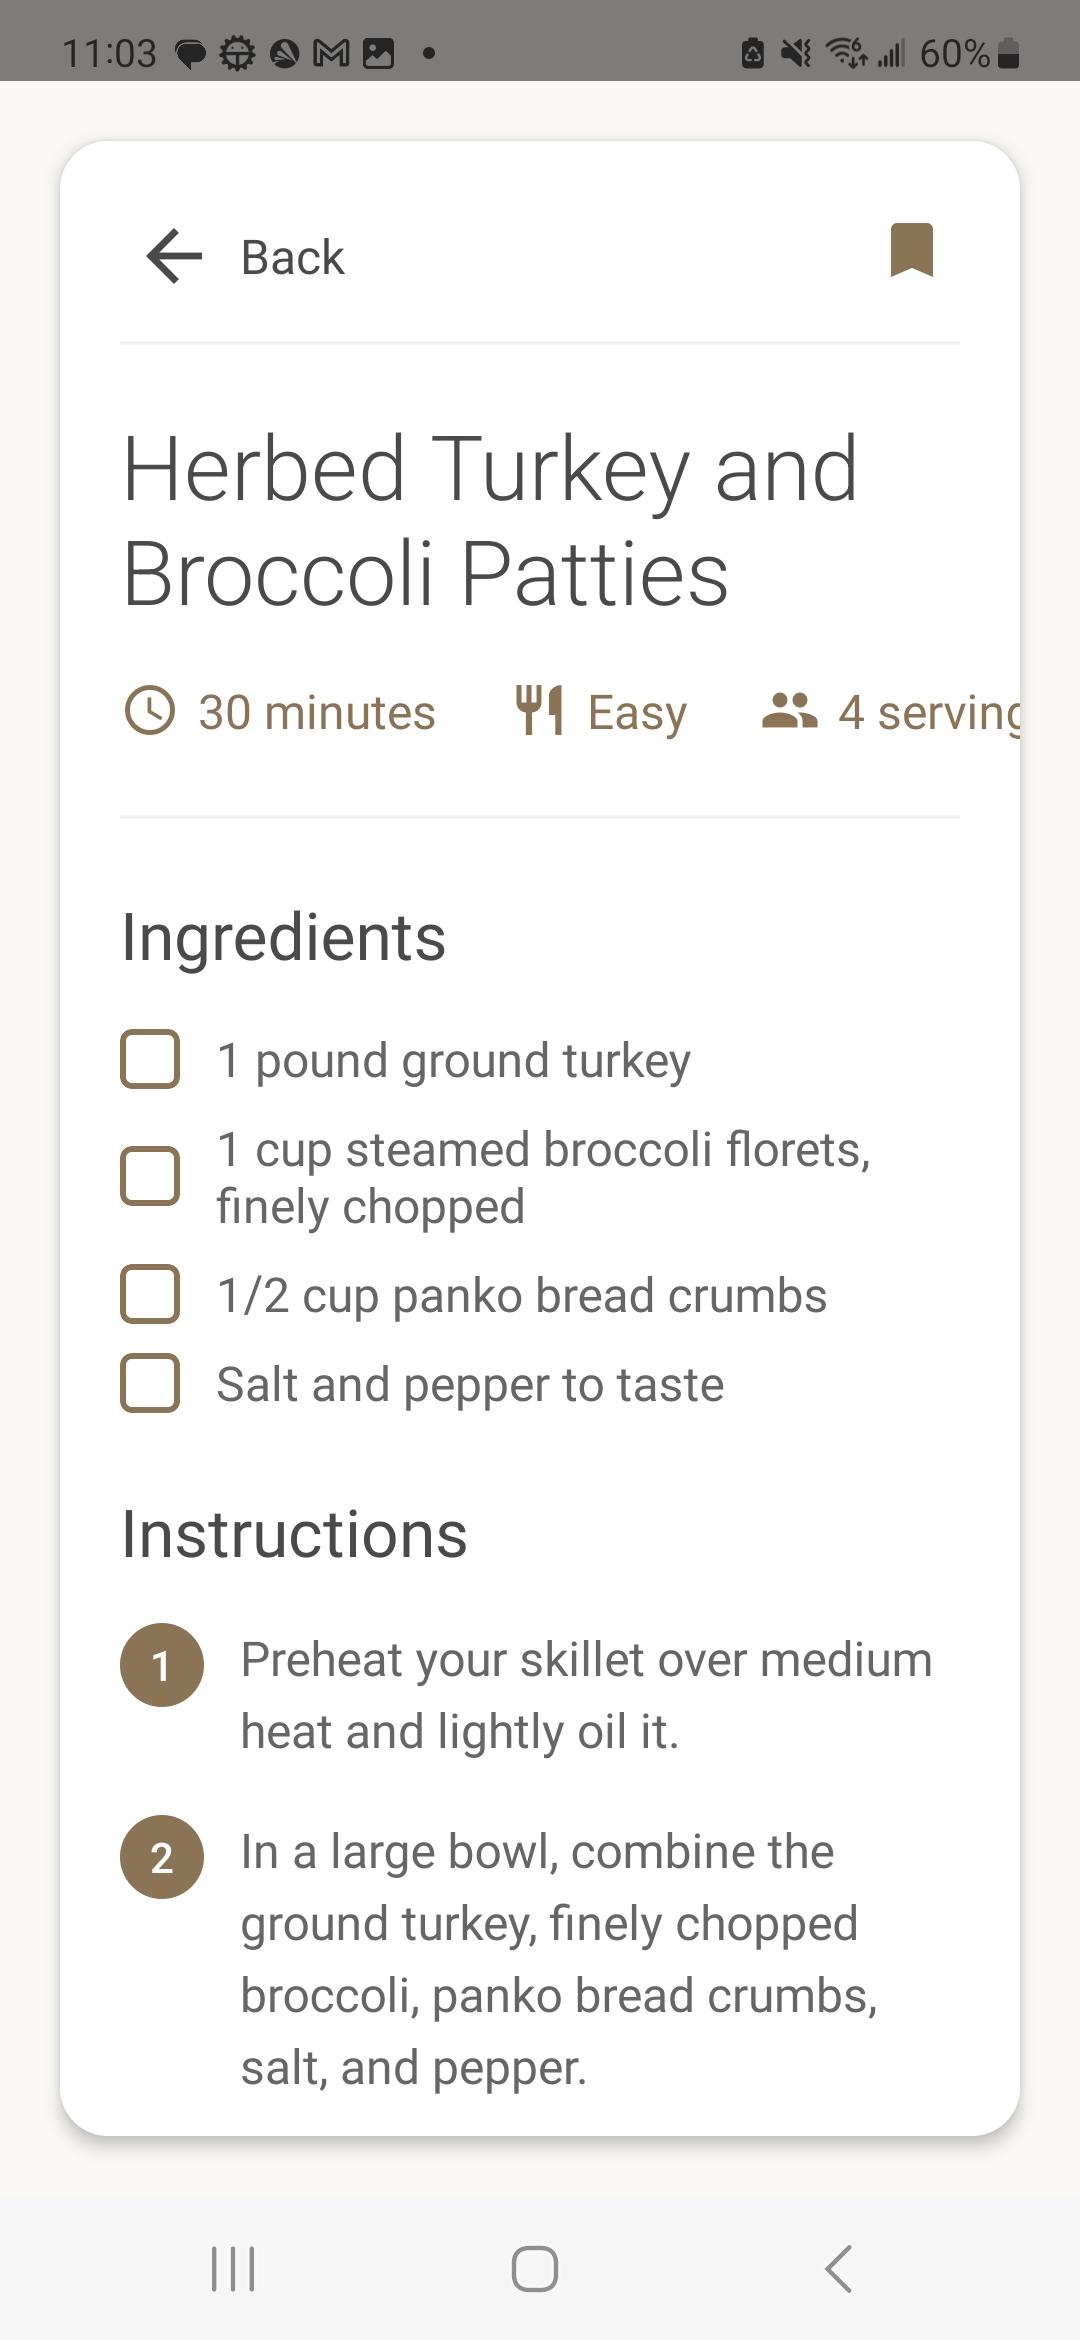 11:03
60%
Back
Herbed Turkey and
Broccoli Patties
30 minutes Easy 4 serving
Ingredients
1 pound ground turkey
1 cup steamed broccoli florets,
finely chopped
1/2 cup panko bread crumbs
Salt and pepper to taste
Instructions
1 Preheat your skillet over medium
heat and lightly oil it.
2 In a large bowl, combine the
ground turkey, finely chopped
broccoli, panko bread crumbs,
salt, and pepper.